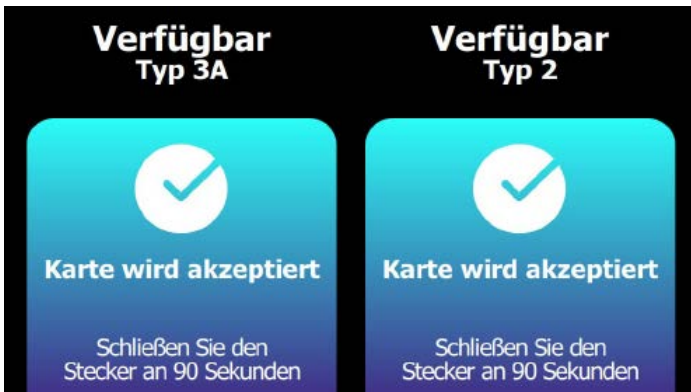 Verfügbar
Typ 3A
Karte wird akzeptiert
Schließen Sie den
Stecker an 90 Sekunden
Verfügbar
Typ 2
Karte wird akzeptiert
Schließen Sie den
Stecker an 90 Sekunden